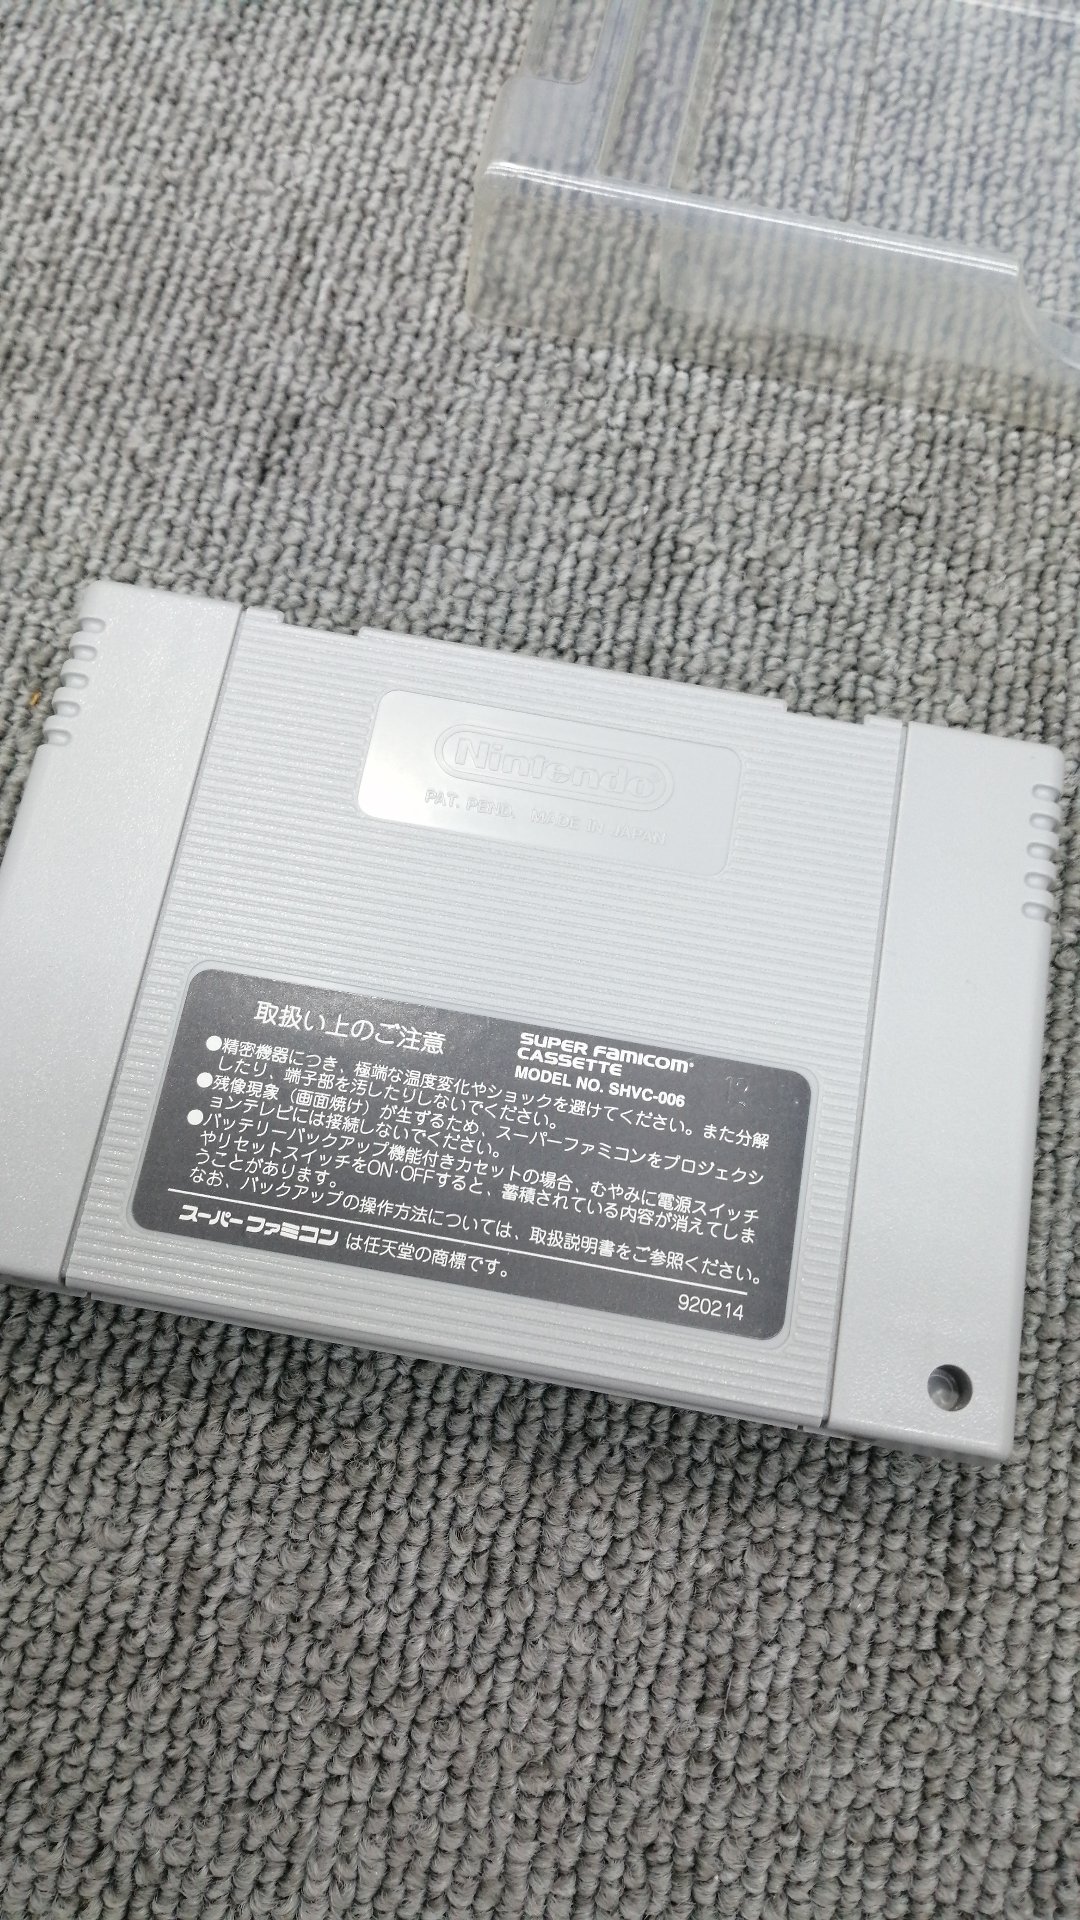 Nintendo
PAT. PEND. MADE IN JAPAN
取扱い上のご注意
SUPER FAMICOM®
CASSETTE
MODEL NO. SHVC-006
●精密機器につき、極端な温度変化やショックを避けてください。また分解
したり、端子部を汚したりしないでください。
●残像現象（画面焼け）が生ずるため、スーパーファミコンをプロジェクシ
ョンテレビには接続しないでください。
●バッテリーバックアップ機能付きカセットの場合、むやみに電源スイッチ
やリセットスイッチをON・OFFすると、蓄積されている内容が消えてしま
うことがあります。
なお、バックアップの操作方法については、取扱説明書をご参照ください。
スーパーファミコン は任天堂の商標です。
920214